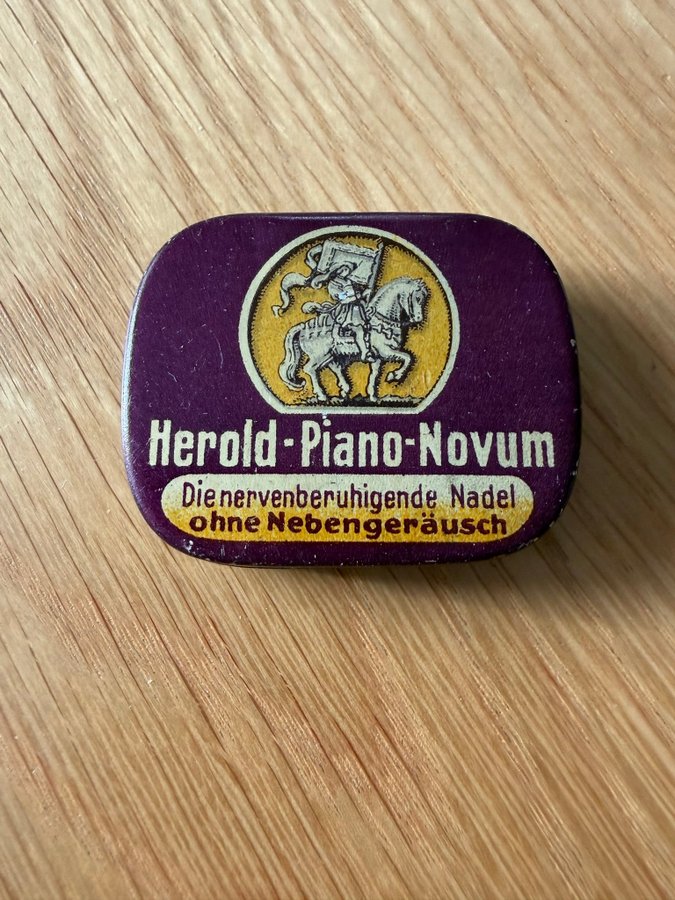 Herold-Piano-Novum
Die nervenberuhigende Nadel
ohne Nebengeräusch